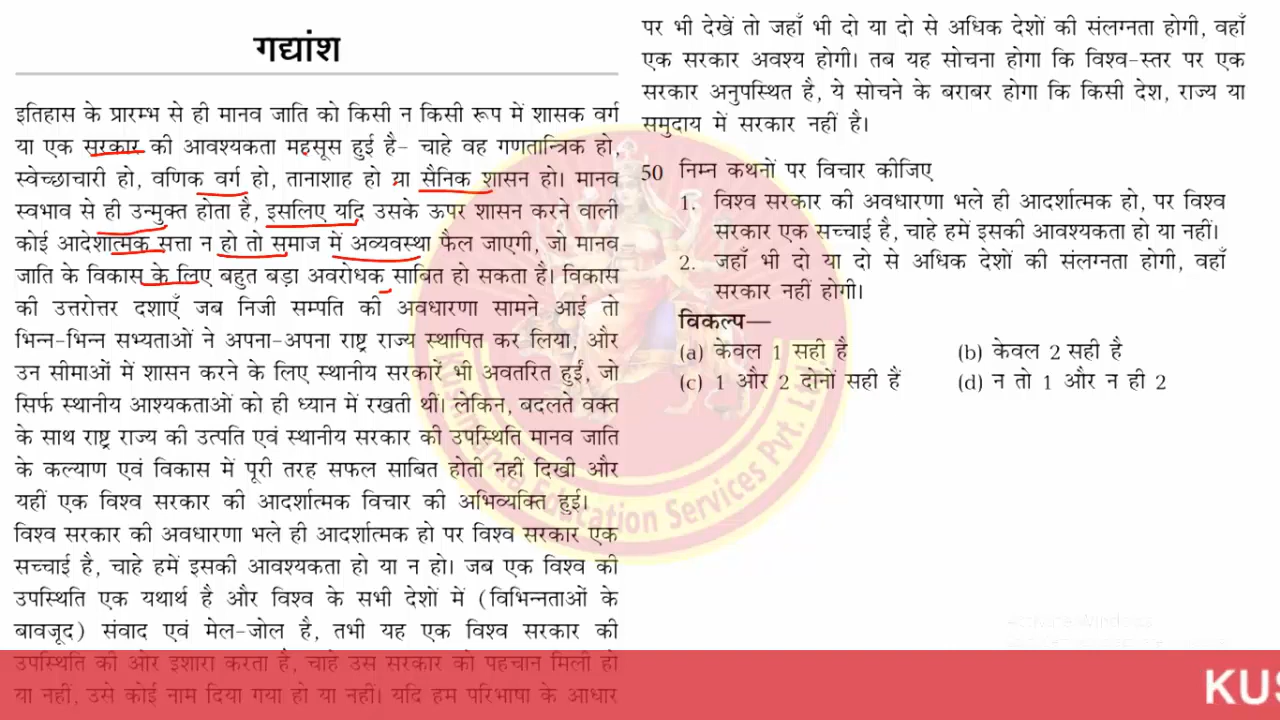 गद्यांश
इतिहास के प्रारम्भ से ही मानव जाति को किसी न किसी रूप में शासक वर्ग
या एक सरकार की आवश्यकता महसूस हुई है- चाहे वह गणतान्त्रिक हो,
स्वेच्छाचारी हो, वणिक वर्ग हो, तानाशाह हो या सैनिक शासन हो। मानव
स्वभाव से ही उन्मुक्त होता है, इसलिए यदि उसके ऊपर शासन करने वाली
कोई आदेशात्मक सत्ता न हो तो समाज में अव्यवस्था फैल जाएगी, जो मानव
जाति के विकास के लिए बहुत बड़ा अवरोधक साबित हो सकता है। विकास
की उत्तरोत्तर दशाएँ जब निजी सम्पति की अवधारणा सामने आई तो
भिन्न-भिन्न सभ्यताओं ने अपना-अपना राष्ट्र राज्य स्थापित कर लिया, और
उन सीमाओं में शासन करने के लिए स्थानीय सरकारें भी अवतरित हुईं, जो
सिर्फ स्थानीय आश्यकताओं को ही ध्यान में रखती थीं। लेकिन, बदलते वक्त
के साथ राष्ट्र राज्य की उत्पति एवं स्थानीय सरकार की उपस्थिति मानव जाति
के कल्याण एवं विकास में पूरी तरह सफल साबित होती नहीं दिखी और
यहीं एक विश्व सरकार की आदर्शात्मक विचार की अभिव्यक्ति हुई।
विश्व सरकार की अवधारणा भले ही आदर्शात्मक हो पर विश्व सरकार एक
सच्चाई है, चाहे हमें इसकी आवश्यकता हो या न हो। जब एक विश्व की
उपस्थिति एक यथार्थ है और विश्व के सभी देशों में (विभिन्नताओं के
बावजूद) संवाद एवं मेल-जोल है, तभी यह एक विश्व सरकार की
उपस्थिति की ओर इशारा करता है, चाहे उस सरकार को पहचान मिली हो
या नहीं, उसे कोई नाम दिया गया हो या नहीं। यदि हम परिभाषा के आधार
पर भी देखें तो जहाँ भी दो या दो से अधिक देशों की संलग्नता होगी, वहाँ
एक सरकार अवश्य होगी। तब यह सोचना होगा कि विश्व-स्तर पर एक
सरकार अनुपस्थित है, ये सोचने के बराबर होगा कि किसी देश, राज्य या
समुदाय में सरकार नहीं है।
50 निम्न कथनों पर विचार कीजिए
1. विश्व सरकार की अवधारणा भले ही आदर्शात्मक हो, पर विश्व
सरकार एक सच्चाई है, चाहे हमें इसकी आवश्यकता हो या नहीं।
2. जहाँ भी दो या दो से अधिक देशों की संलग्नता होगी, वहाँ
सरकार नहीं होगी।
विकल्प—
(a) केवल 1 सही है (b) केवल 2 सही है
(c) 1 और 2 दोनों सही हैं (d) न तो 1 और न ही 2
Education Services Pvt. Ltd.
KUS